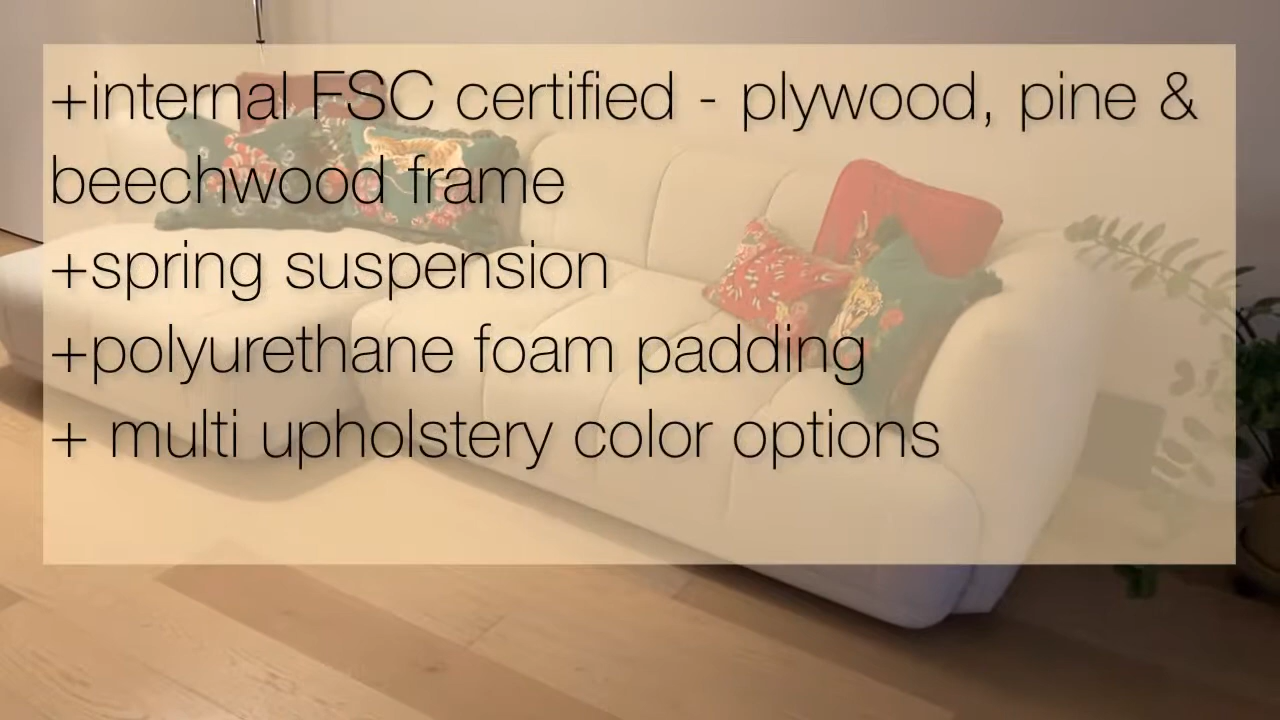 +internal FSC certified - plywood, pine &
beechwood frame
+spring suspension
+polyurethane foam padding
+ multi upholstery color options